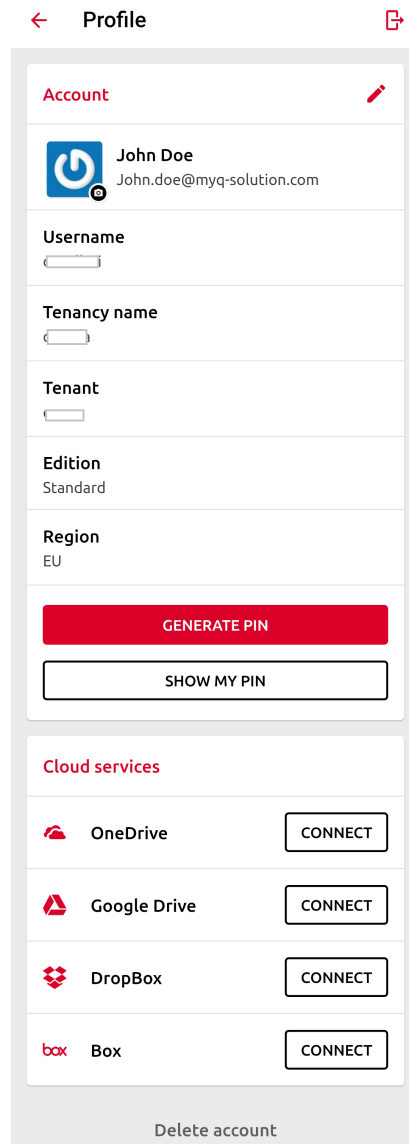 Profile
Account
John Doe
John.doe@myq-solution.com
Username
Tenancy name
Tenant
Edition
Standard
Region
EU
GENERATE PIN
SHOW MY PIN
Cloud services
OneDrive
CONNECT
Google Drive
CONNECT
DropBox
CONNECT
box
Box
CONNECT
Delete account